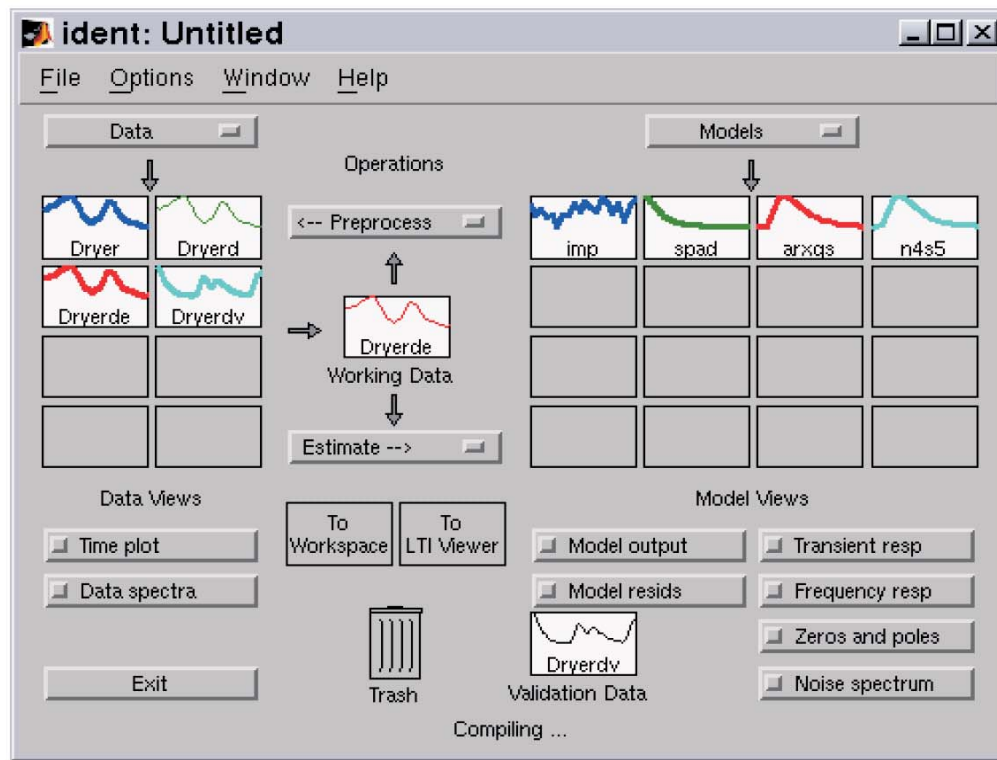 ident: Untitled
File Options Window Help
Data
Models
Operations
<-- Preprocess
Dryer Dryerd
imp spad arxqs n4s5
Dryerde Dryerdv
Dryerde
Working Data
Estimate -->
Data Views
Model Views
To Workspace
To LTI Viewer
Time plot
Model output
Transient resp
Data spectra
Model resids
Frequency resp
Zeros and poles
Dryerdv
Exit
Trash
Validation Data
Noise spectrum
Compiling ...